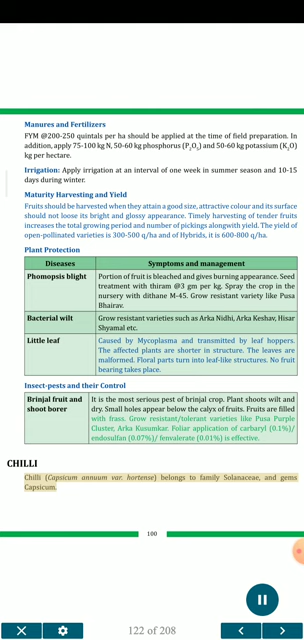 Manures and Fertilizers
FYM @200-250 quintals per ha should be applied at the time of field preparation. In
addition, apply 75-100 kg N, 50-60 kg phosphorus (P₂O₅) and 50-60 kg potassium (K₂O)
kg per hectare.
Irrigation: Apply irrigation at an interval of one week in summer season and 10-15
days during winter.
Maturity Harvesting and Yield
Fruits should be harvested when they attain a good size, attractive colour and its surface
should not loose its bright and glossy appearance. Timely harvesting of tender fruits
increases the total growing period and number of pickings alongwith yield. The yield of
open-pollinated varieties is 300-500 q/ha and of Hybrids, it is 600-800 q/ha.
Plant Protection
Diseases Symptoms and management
Phomopsis blight Portion of fruit is bleached and gives burning appearance. Seed
treatment with thiram @3 gm per kg. Spray the crop in
the nursery with dithane M-45. Grow resistant variety like Pusa
Bhairav.
Bacterial wilt Grow resistant varieties such as Arka Nidhi, Arka Keshav, Hisar
Shyamal etc.
Little leaf Caused by Mycoplasma and transmitted by leaf hoppers.
The affected plants are shorter in structure. The leaves are
malformed. Floral parts turn into leaf-like structures. No fruit
bearing takes place.
Insect-pests and their Control
Brinjal fruit and It is the most serious pest of brinjal crop. Plant shoots wilt and
shoot borer dry. Small holes appear below the calyx of fruits. Fruits are filled
with frass. Grow resistant/tolerant varieties like Pusa Purple
Cluster, Arka Kusumkar. Foliar application of carbaryl (0.1%)/
endosulfan (0.07%)/ fenvalerate (0.01%) is effective.
CHILLI
Chilli (Capsicum annuum var. hortense) belongs to family Solanaceae, and gems
Capsicum.
100
122 of 208